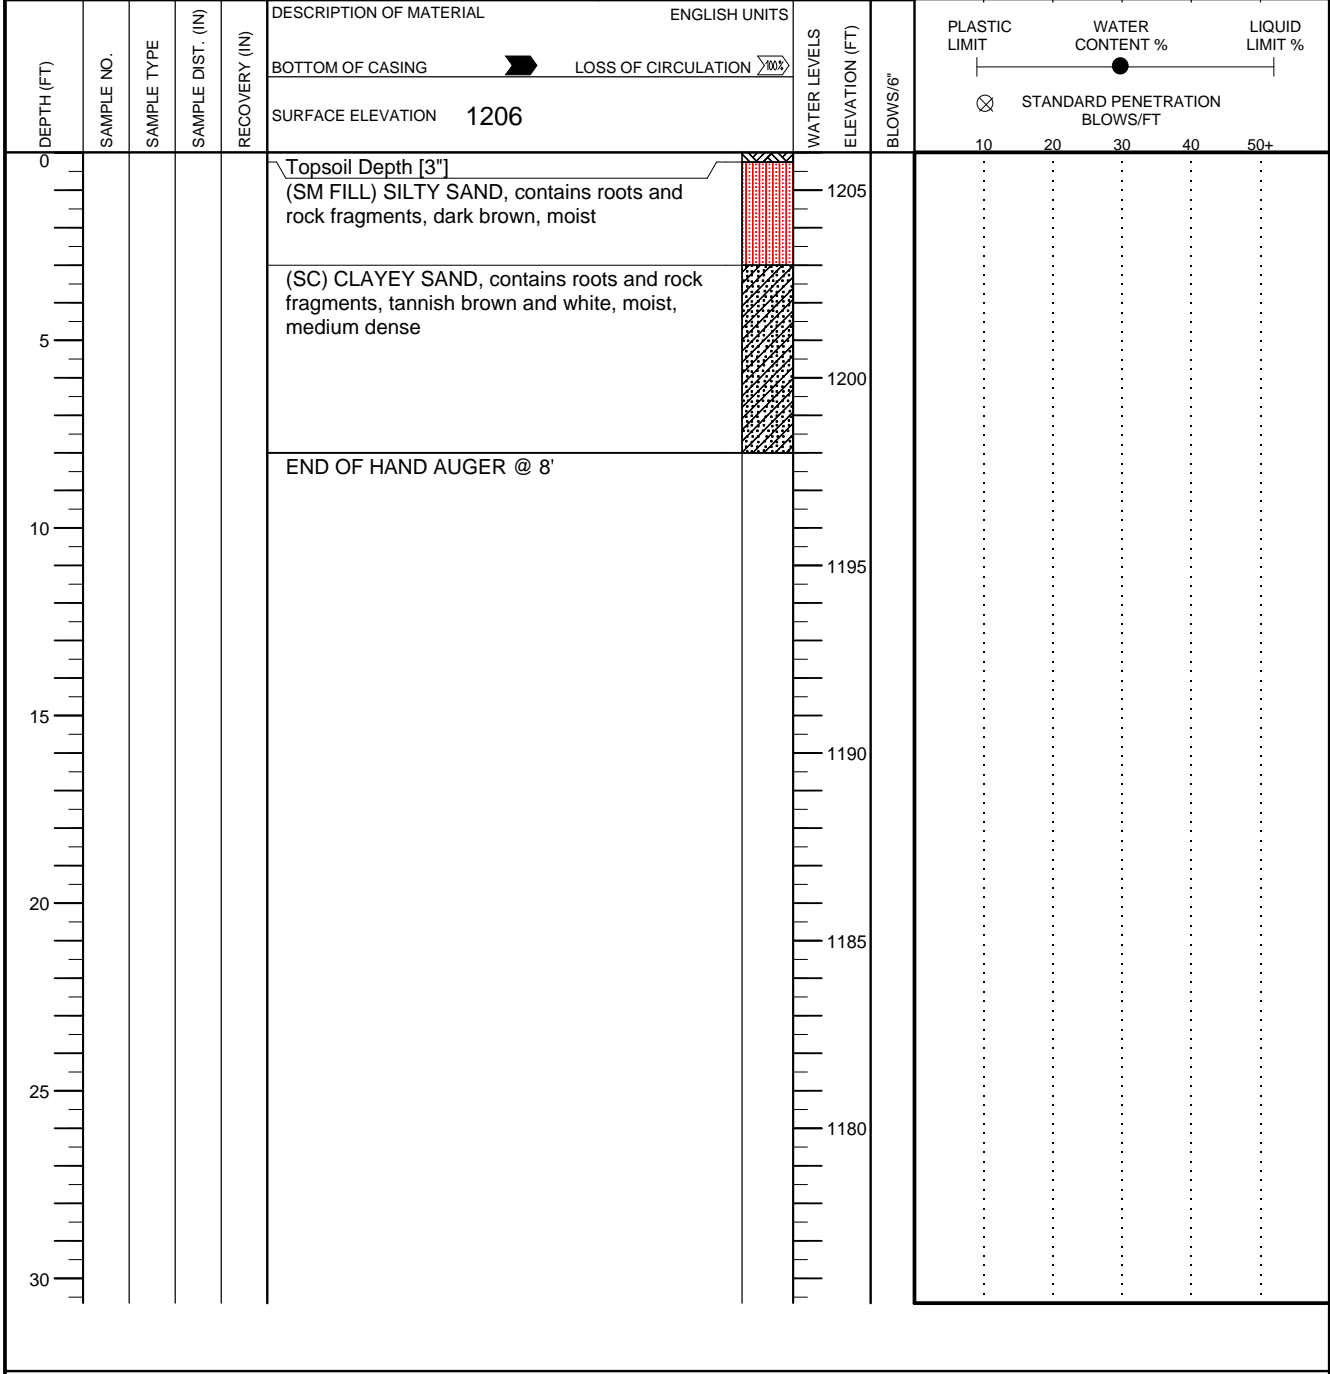 DEPTH (FT)
SAMPLE NO.
SAMPLE TYPE
SAMPLE DIST. (IN)
RECOVERY (IN)
DESCRIPTION OF MATERIAL ENGLISH UNITS
BOTTOM OF CASING LOSS OF CIRCULATION 100%
SURFACE ELEVATION 1206
WATER LEVELS
ELEVATION (FT)
BLOWS/6"
PLASTIC LIMIT
WATER CONTENT %
LIQUID LIMIT %
STANDARD PENETRATION
BLOWS/FT
10 20 30 40 50+
0
Topsoil Depth [3"]
(SM FILL) SILTY SAND, contains roots and
rock fragments, dark brown, moist
1205
(SC) CLAYEY SAND, contains roots and rock
fragments, tannish brown and white, moist,
medium dense
5
1200
END OF HAND AUGER @ 8'
10
1195
15
1190
20
1185
25
1180
30